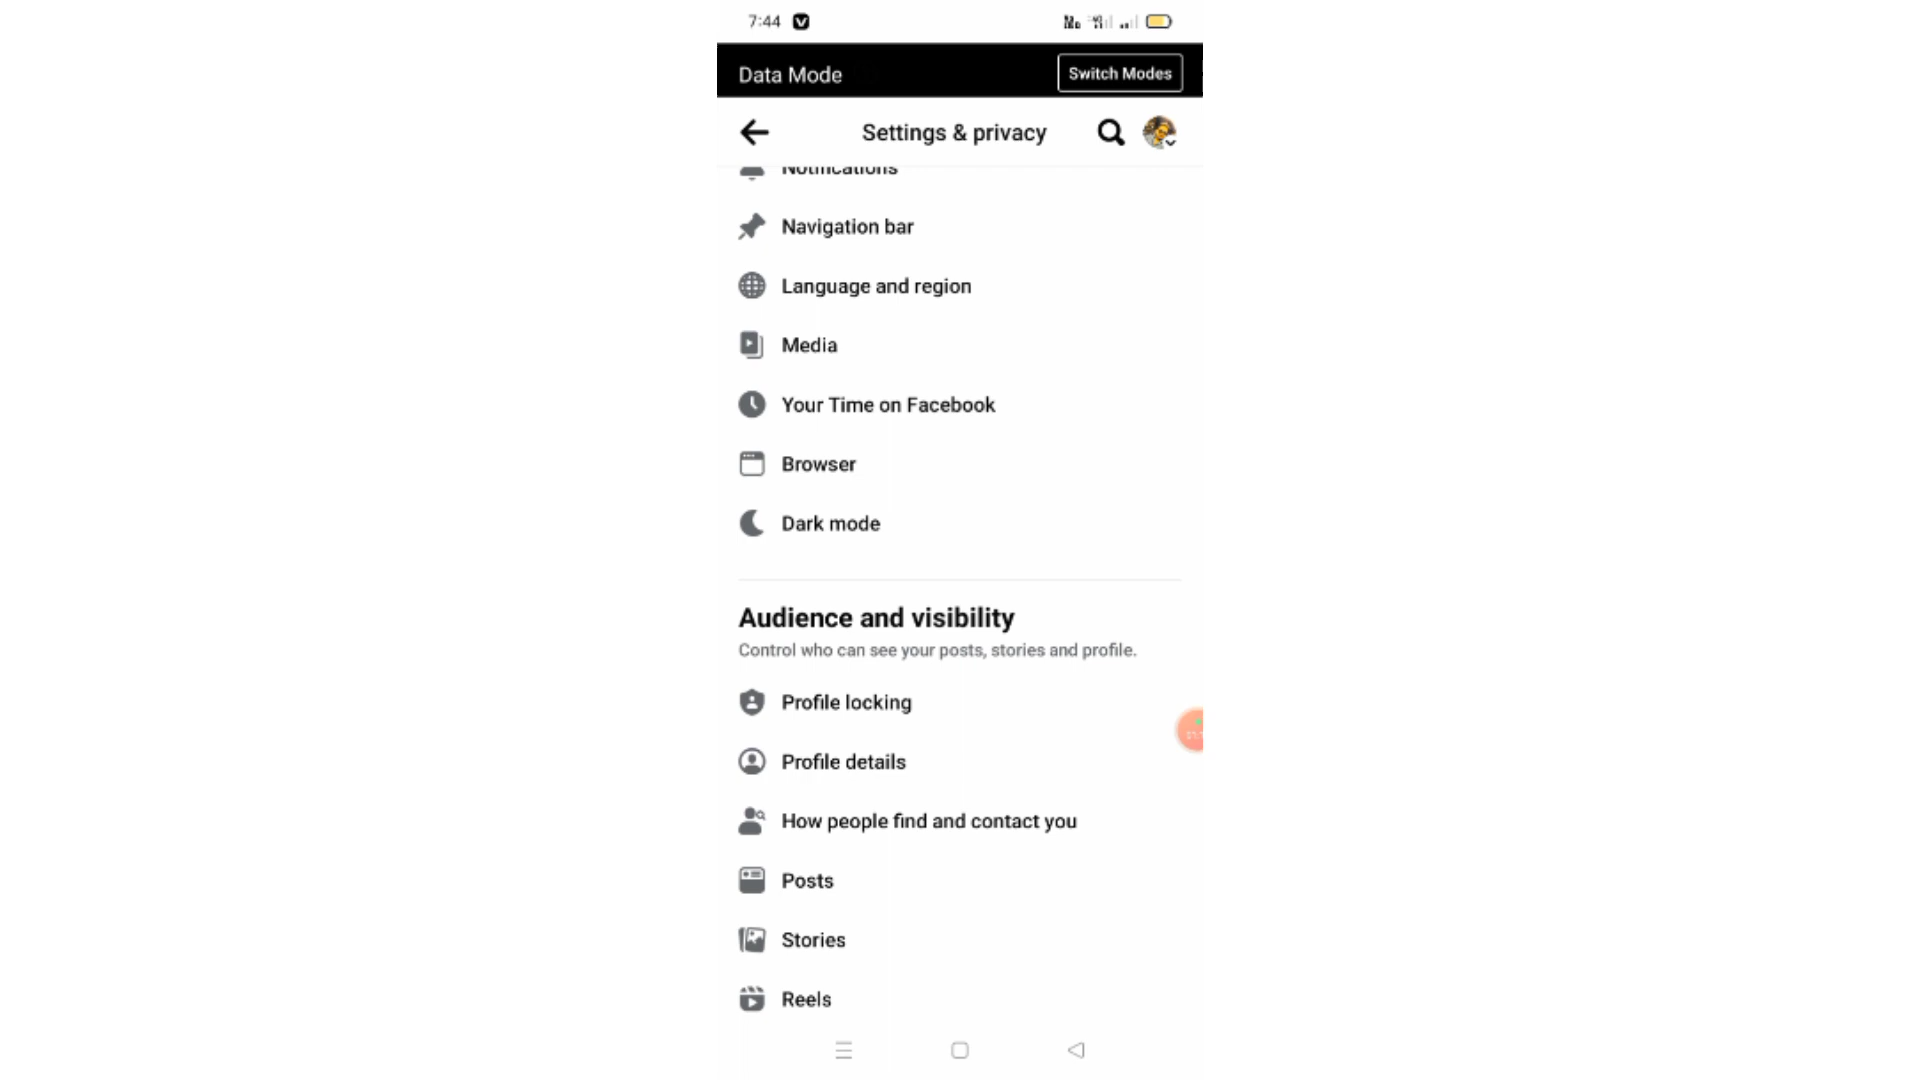 7:44
Data Mode
Switch Modes
Settings & privacy
Notifications
Navigation bar
Language and region
Media
Your Time on Facebook
Browser
Dark mode
Audience and visibility
Control who can see your posts, stories and profile.
Profile locking
Profile details
How people find and contact you
Posts
Stories
Reels